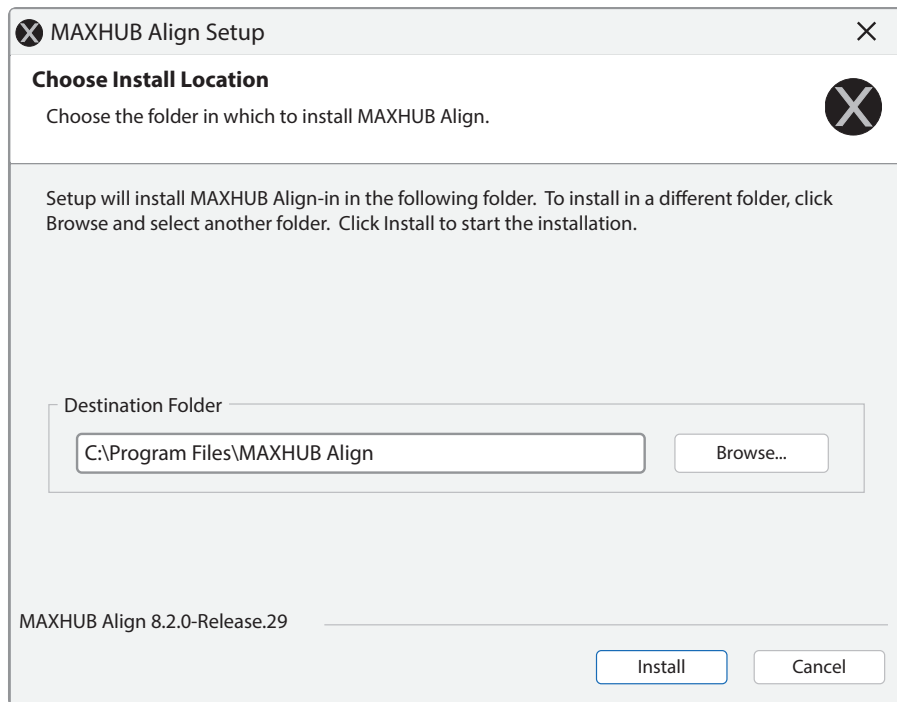 MAXHUB Align Setup
Choose Install Location
Choose the folder in which to install MAXHUB Align.
Setup will install MAXHUB Align-in in the following folder.  To install in a different folder, click
Browse and select another folder.  Click Install to start the installation.
Destination Folder
C:\Program Files\MAXHUB Align
Browse...
MAXHUB Align 8.2.0-Release.29
Install
Cancel